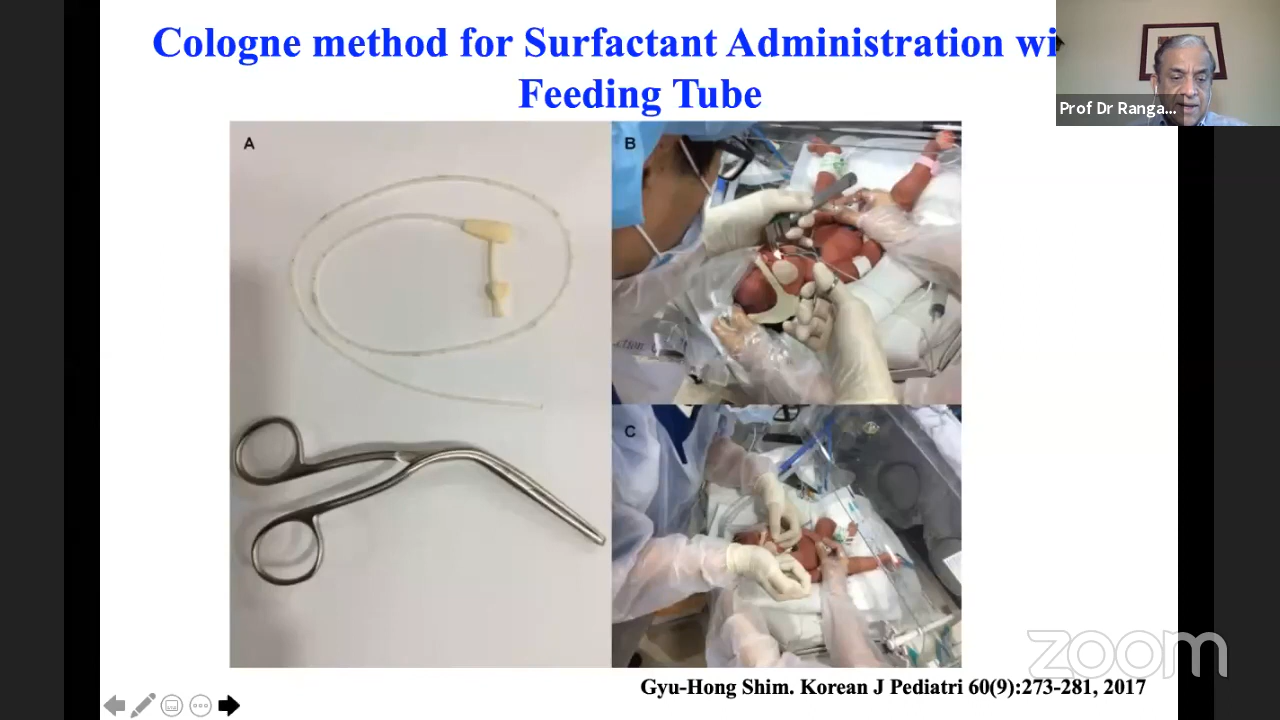 Cologne method for Surfactant Administration wi
Feeding Tube
Prof Dr Ranga...
A
B
C
zoom
Gyu-Hong Shim. Korean J Pediatri 60(9):273-281, 2017